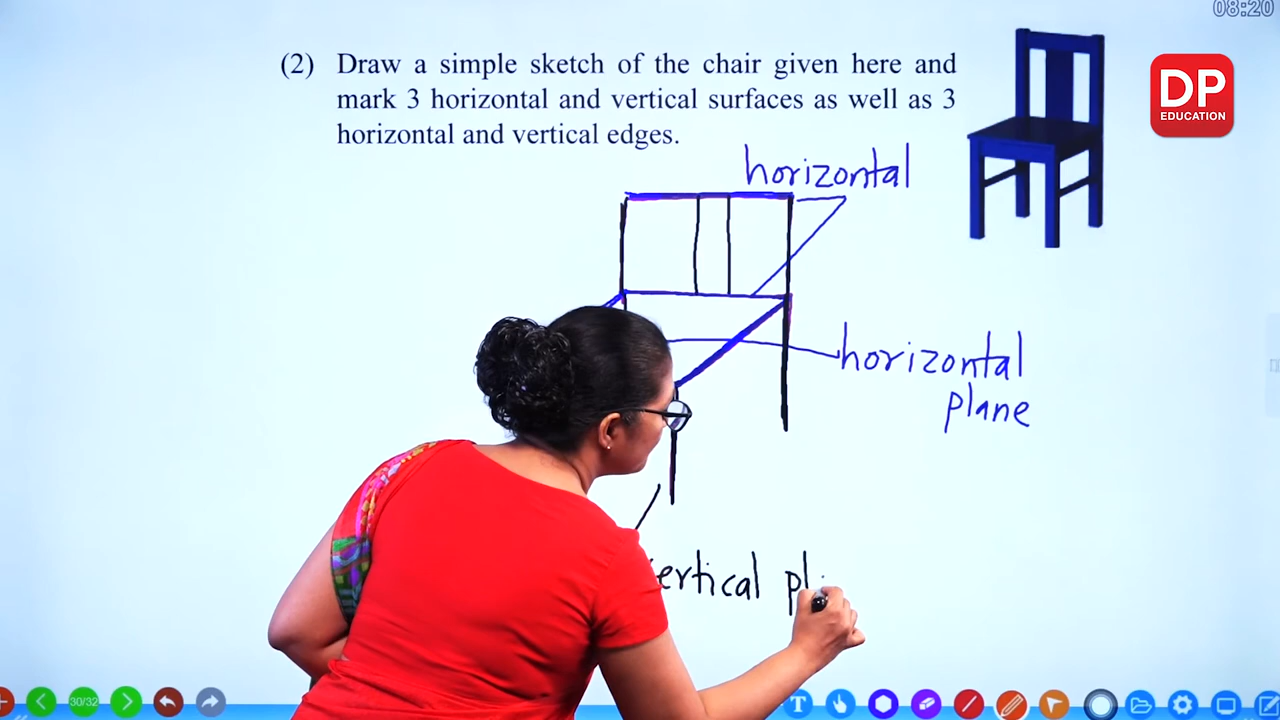 08:20
(2) Draw a simple sketch of the chair given here and
mark 3 horizontal and vertical surfaces as well as 3
horizontal and vertical edges.
DP
EDUCATION
horizontal
horizontal
plane
ertical pl
30/32
T